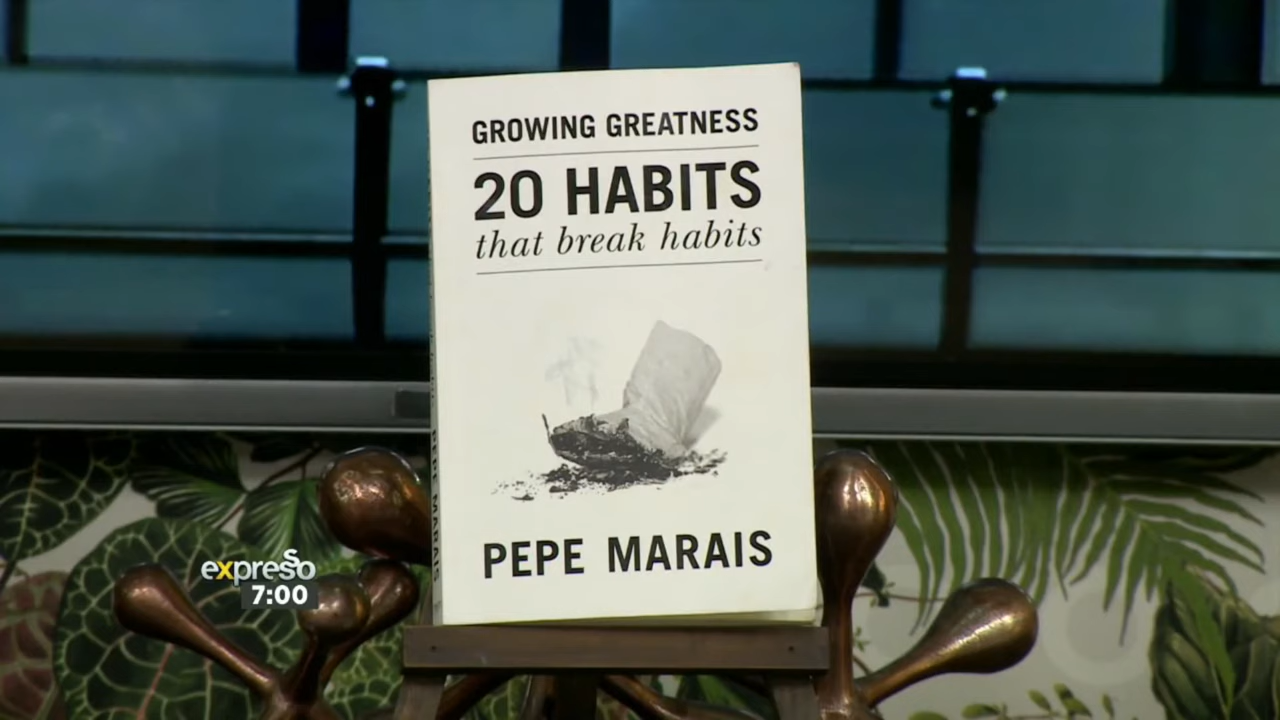 GROWING GREATNESS
20 HABITS
that break habits
PEPE MARAIS
PEPE MARAIS
expresso
7:00